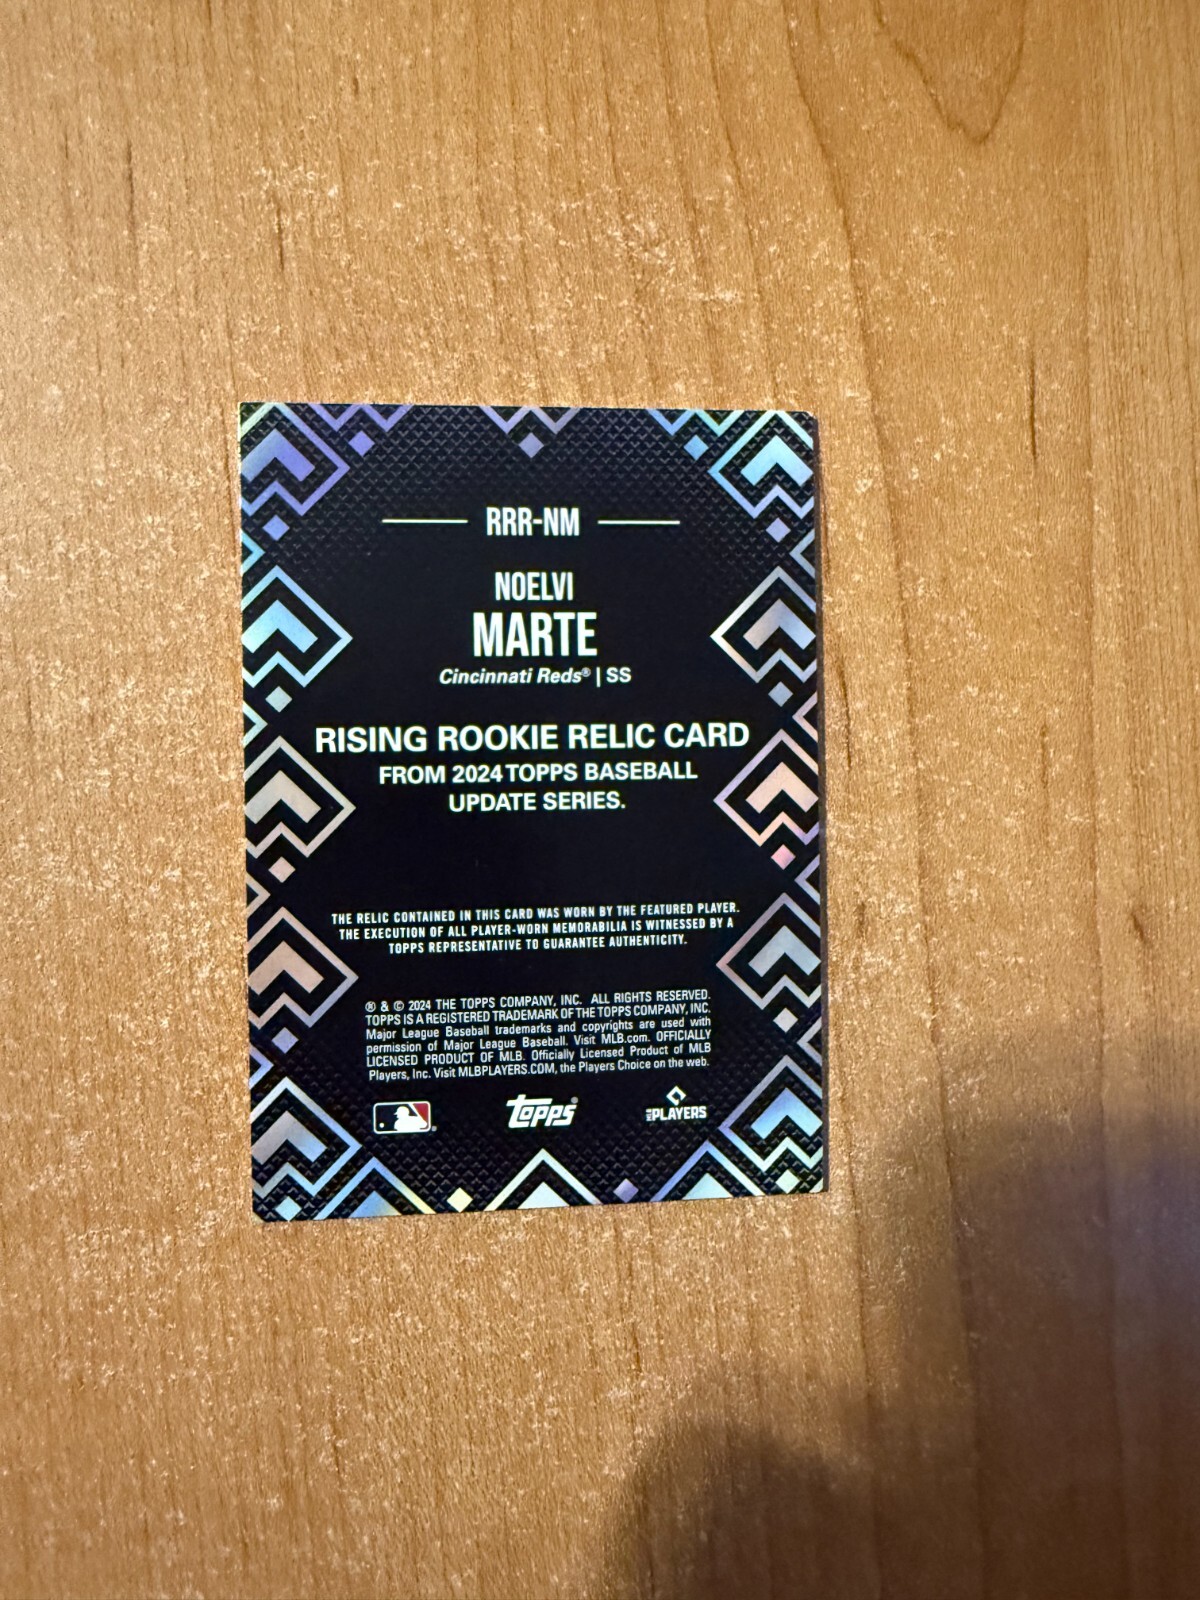 RRR-NM
NOELVI
MARTE
Cincinnati Reds® | SS
RISING ROOKIE RELIC CARD
FROM 2024 TOPPS BASEBALL
UPDATE SERIES.
THE RELIC CONTAINED IN THIS CARD WAS WORN BY THE FEATURED PLAYER.
THE EXECUTION OF ALL PLAYER-WORN MEMORABILIA IS WITNESSED BY A
TOPPS REPRESENTATIVE TO GUARANTEE AUTHENTICITY.
® & © 2024 THE TOPPS COMPANY, INC. ALL RIGHTS RESERVED.
TOPPS IS A REGISTERED TRADEMARK OF THE TOPPS COMPANY, INC.
Major League Baseball trademarks and copyrights are used with
permission of Major League Baseball. Visit MLB.com. OFFICIALLY
LICENSED PRODUCT OF MLB. Officially Licensed Product of MLB
Players, Inc. Visit MLBPLAYERS.COM, the Players Choice on the web.
® Topps® MLB PLAYERS